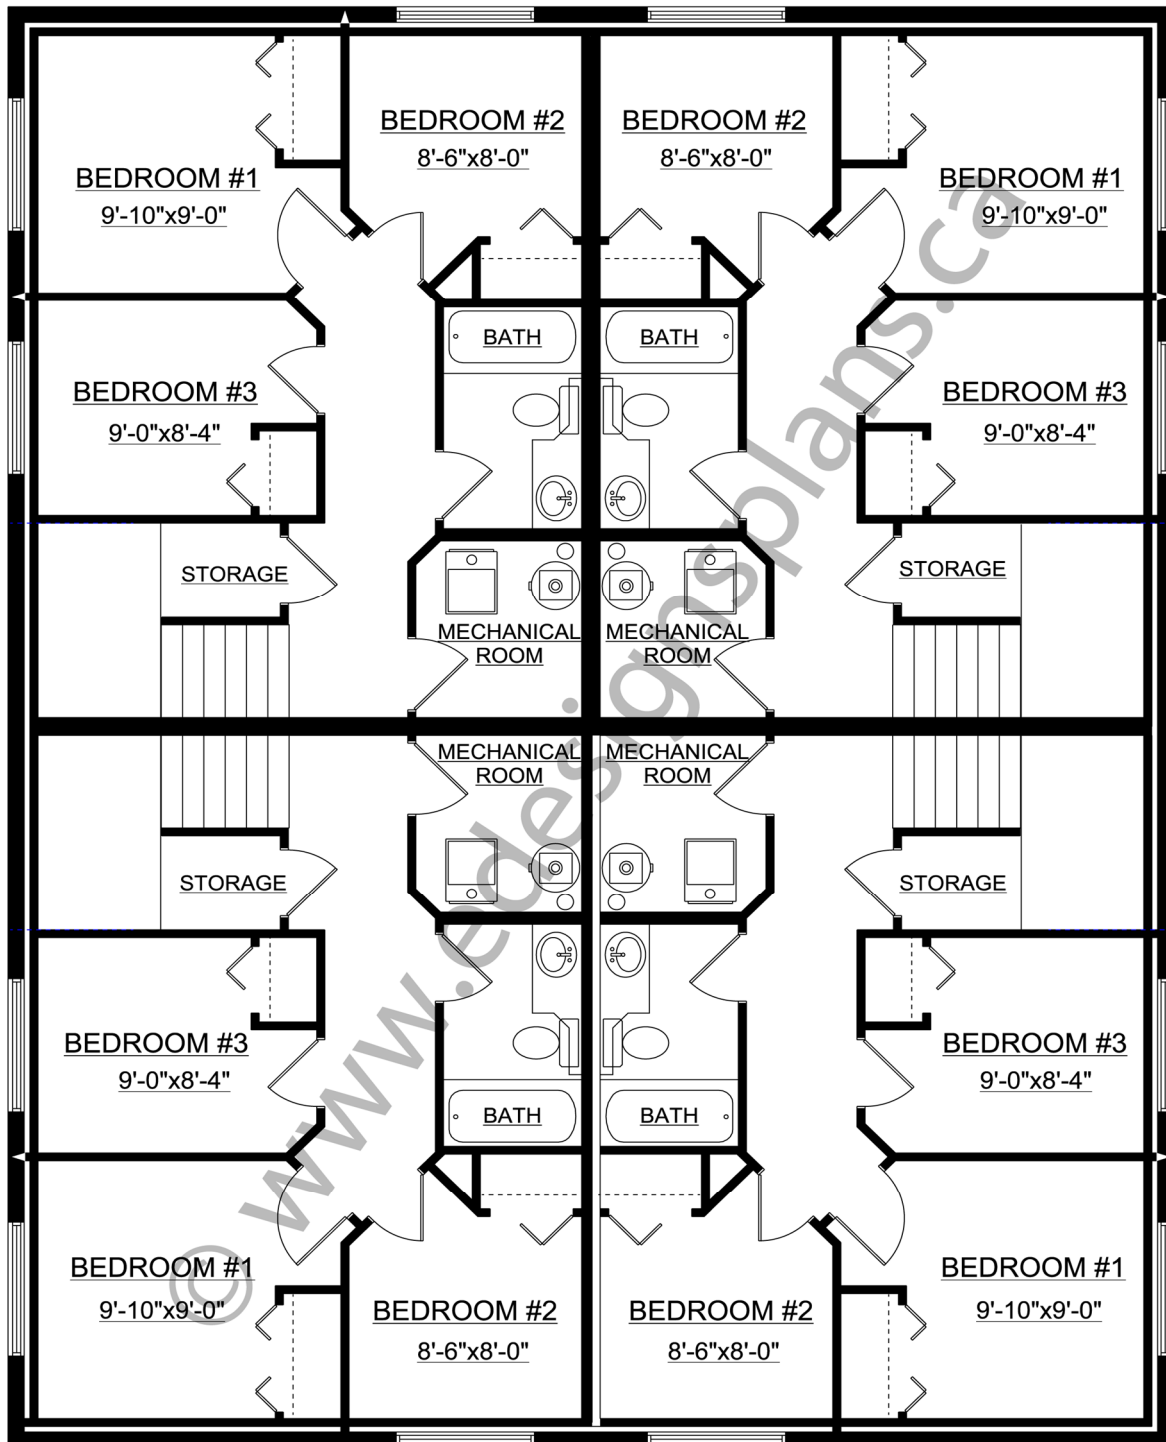 BEDROOM #2
8'-6"x8'-0"
BEDROOM #2
8'-6"x8'-0"
BEDROOM #1
9'-10"x9'-0"
BEDROOM #1
9'-10"x9'-0"
BATH
BATH
BEDROOM #3
9'-0"x8'-4"
BEDROOM #3
9'-0"x8'-4"
STORAGE
STORAGE
MECHANICAL
ROOM
MECHANICAL
ROOM
MECHANICAL
ROOM
MECHANICAL
ROOM
STORAGE
STORAGE
BEDROOM #3
9'-0"x8'-4"
BEDROOM #3
9'-0"x8'-4"
BATH
BATH
BEDROOM #1
9'-10"x9'-0"
BEDROOM #1
9'-10"x9'-0"
BEDROOM #2
8'-6"x8'-0"
BEDROOM #2
8'-6"x8'-0"
© www.edesignsplans.ca